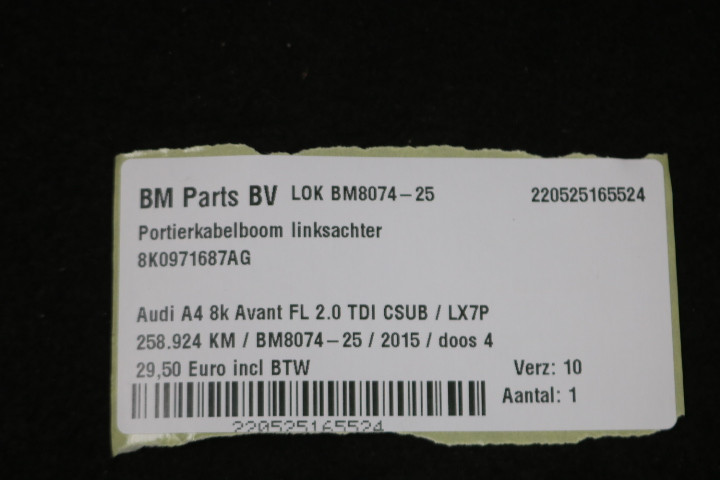 BM Parts BV LOK BM8074-25 220525165524
Portierkabelboom linksachter
8K0971687AG
Audi A4 8k Avant FL 2.0 TDI CSUB / LX7P
258.924 KM / BM8074-25 / 2015 / doos 4
29,50 Euro incl BTW Verz: 10
Aantal: 1
220525165524